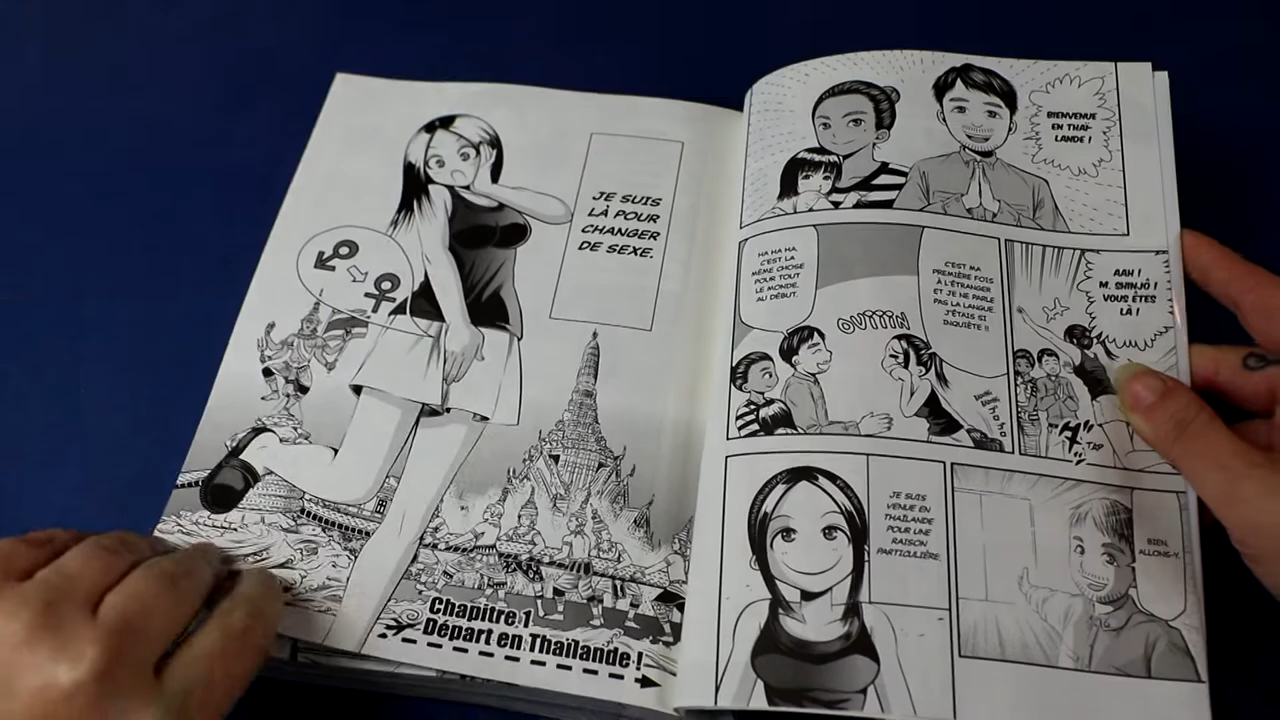 BIENVENUE
EN THAÏ-
LANDE !
AAH !
M. SHINJÔ !
VOUS ÊTES
LÀ !
TAP
C'EST MA
PREMIÈRE FOIS
À L'ÉTRANGER
ET JE NE PARLE
PAS LA LANGUE.
J'ÉTAIS SI
INQUIÈTE !!
OUÏÏÏN
HA HA HA,
C'EST LA
MÊME CHOSE
POUR TOUT
LE MONDE,
AU DÉBUT.
BIEN,
ALLONS-Y.
JE SUIS
VENUE EN
THAÏLANDE
POUR UNE
RAISON
PARTICULIÈRE.
JE SUIS
LÀ POUR
CHANGER
DE SEXE.
Chapitre 1
Départ en Thaïlande !